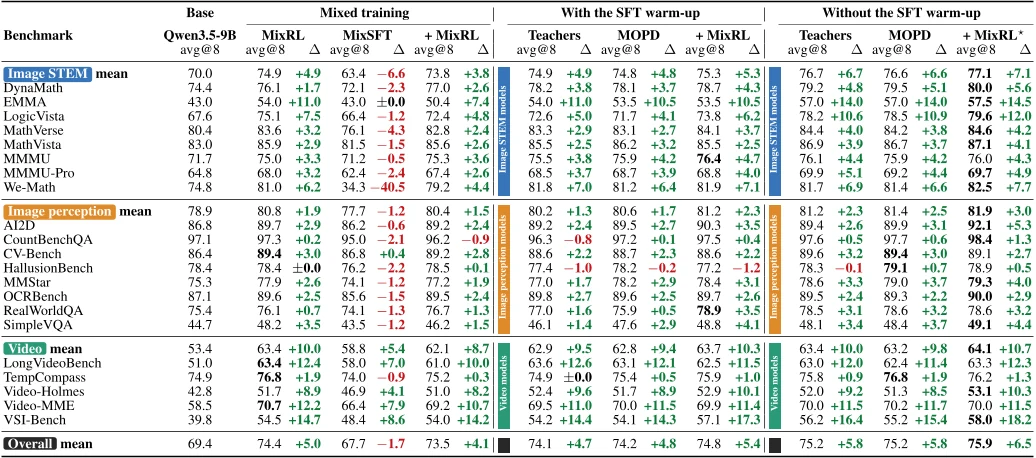 Base Mixed training With the SFT warm-up Without the SFT warm-up
Benchmark Qwen3.5-9B MixRL MixSFT + MixRL Teachers MOPD + MixRL Teachers MOPD + MixRL*
avg@8 avg@8 Δ avg@8 Δ avg@8 Δ avg@8 Δ avg@8 Δ avg@8 Δ avg@8 Δ avg@8 Δ avg@8 Δ
Image STEM mean 70.0 74.9 +4.9 63.4 −6.6 73.8 +3.8 74.9 +4.9 74.8 +4.8 75.3 +5.3 76.7 +6.7 76.6 +6.6 77.1 +7.1
DynaMath 74.4 76.1 +1.7 72.1 −2.3 77.0 +2.6 78.2 +3.8 78.1 +3.7 78.7 +4.3 79.2 +4.8 79.5 +5.1 80.0 +5.6
EMMA 43.0 54.0 +11.0 43.0 ±0.0 50.4 +7.4 54.0 +11.0 53.5 +10.5 53.5 +10.5 57.0 +14.0 57.0 +14.0 57.5 +14.5
LogicVista 67.6 75.1 +7.5 66.4 −1.2 72.4 +4.8 72.6 +5.0 71.7 +4.1 73.8 +6.2 78.2 +10.6 78.5 +10.9 79.6 +12.0
MathVerse 80.4 83.6 +3.2 76.1 −4.3 82.8 +2.4 83.3 +2.9 83.1 +2.7 84.1 +3.7 84.4 +4.0 84.2 +3.8 84.6 +4.2
MathVista 83.0 85.9 +2.9 81.5 −1.5 85.6 +2.6 85.5 +2.5 86.2 +3.2 85.5 +2.5 86.9 +3.9 86.7 +3.7 87.1 +4.1
MMMU 71.7 75.0 +3.3 71.2 −0.5 75.3 +3.6 75.5 +3.8 75.9 +4.2 76.4 +4.7 76.1 +4.4 75.9 +4.2 76.0 +4.3
MMMU-Pro 64.8 68.0 +3.2 62.4 −2.4 67.4 +2.6 68.5 +3.7 68.7 +3.9 68.8 +4.0 69.9 +5.1 69.2 +4.4 69.7 +4.9
We-Math 74.8 81.0 +6.2 34.3 −40.5 79.2 +4.4 81.8 +7.0 81.2 +6.4 81.9 +7.1 81.7 +6.9 81.4 +6.6 82.5 +7.7
Image STEM models
Image STEM models
Image perception mean 78.9 80.8 +1.9 77.7 −1.2 80.4 +1.5 80.2 +1.3 80.6 +1.7 81.2 +2.3 81.2 +2.3 81.4 +2.5 81.9 +3.0
AI2D 86.8 89.7 +2.9 86.2 −0.6 89.2 +2.4 89.2 +2.4 89.5 +2.7 90.3 +3.5 89.4 +2.6 89.9 +3.1 92.1 +5.3
CountBenchQA 97.1 97.3 +0.2 95.0 −2.1 96.2 −0.9 96.3 −0.8 97.2 +0.1 97.5 +0.4 97.6 +0.5 97.7 +0.6 98.4 +1.3
CV-Bench 86.4 89.4 +3.0 86.8 +0.4 89.2 +2.8 88.6 +2.2 88.7 +2.3 88.6 +2.2 89.6 +3.2 89.4 +3.0 89.1 +2.7
HallusionBench 78.4 78.4 ±0.0 76.2 −2.2 78.5 +0.1 77.4 −1.0 78.2 −0.2 77.2 −1.2 78.3 −0.1 79.1 +0.7 78.9 +0.5
MMStar 75.3 77.9 +2.6 74.1 −1.2 77.2 +1.9 77.0 +1.7 78.2 +2.9 78.4 +3.1 78.6 +3.3 79.0 +3.7 79.3 +4.0
OCRBench 87.1 89.6 +2.5 85.6 −1.5 89.5 +2.4 89.8 +2.7 89.6 +2.5 89.7 +2.6 89.5 +2.4 89.3 +2.2 90.0 +2.9
RealWorldQA 75.4 76.1 +0.7 74.1 −1.3 76.7 +1.3 77.0 +1.6 75.9 +0.5 78.9 +3.5 78.5 +3.1 78.6 +3.2 78.6 +3.2
SimpleVQA 44.7 48.2 +3.5 43.5 −1.2 46.2 +1.5 46.1 +1.4 47.6 +2.9 48.8 +4.1 48.1 +3.4 48.4 +3.7 49.1 +4.4
Image perception models
Image perception models
Video mean 53.4 63.4 +10.0 58.8 +5.4 62.1 +8.7 62.9 +9.5 62.8 +9.4 63.7 +10.3 63.4 +10.0 63.2 +9.8 64.1 +10.7
LongVideoBench 51.0 63.4 +12.4 58.0 +7.0 61.0 +10.0 63.6 +12.6 63.1 +12.1 62.5 +11.5 63.0 +12.0 62.4 +11.4 63.3 +12.3
TempCompass 74.9 76.8 +1.9 74.0 −0.9 75.2 +0.3 74.9 ±0.0 75.4 +0.5 75.9 +1.0 75.8 +0.9 76.8 +1.9 76.2 +1.3
Video-Holmes 42.8 51.7 +8.9 46.9 +4.1 51.0 +8.2 52.4 +9.6 51.7 +8.9 52.9 +10.1 52.0 +9.2 51.3 +8.5 53.1 +10.3
Video-MME 58.5 70.7 +12.2 66.4 +7.9 69.2 +10.7 69.5 +11.0 70.0 +11.5 69.9 +11.4 70.0 +11.5 70.2 +11.7 70.0 +11.5
VSI-Bench 39.8 54.5 +14.7 48.4 +8.6 54.0 +14.2 54.2 +14.4 54.1 +14.3 57.1 +17.3 56.2 +16.4 55.2 +15.4 58.0 +18.2
Video models
Video models
Overall mean 69.4 74.4 +5.0 67.7 −1.7 73.5 +4.1 74.1 +4.7 74.2 +4.8 74.8 +5.4 75.2 +5.8 75.2 +5.8 75.9 +6.5